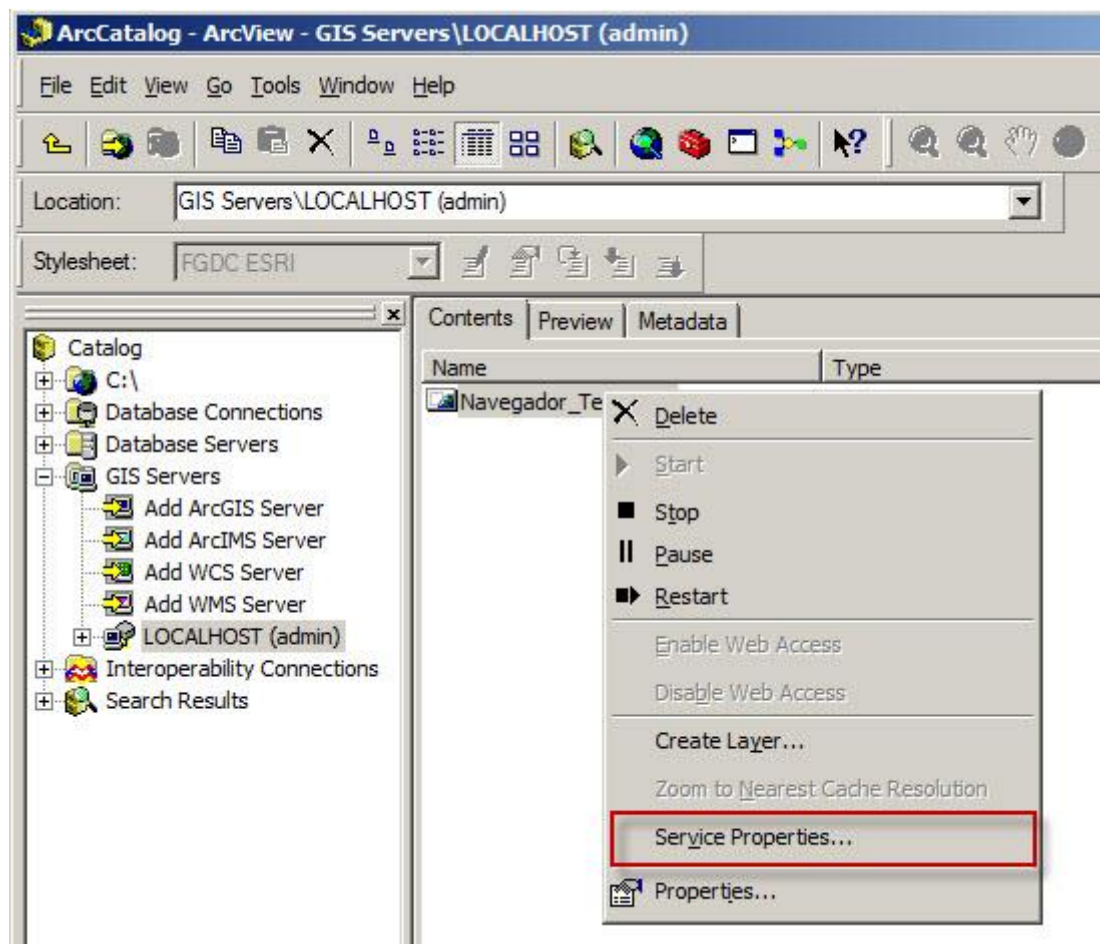 ArcCatalog - ArcView - GIS Servers\LOCALHOST (admin)
File Edit View Go Tools Window Help
Location: GIS Servers\LOCALHOST (admin)
Stylesheet: FGDC ESRI
Contents Preview Metadata
Name Type
Catalog
C:\
Database Connections
Database Servers
GIS Servers
Add ArcGIS Server
Add ArcIMS Server
Add WCS Server
Add WMS Server
LOCALHOST (admin)
Interoperability Connections
Search Results
Navegador_Te
Delete
Start
Stop
Pause
Restart
Enable Web Access
Disable Web Access
Create Layer...
Zoom to Nearest Cache Resolution
Service Properties...
Properties...